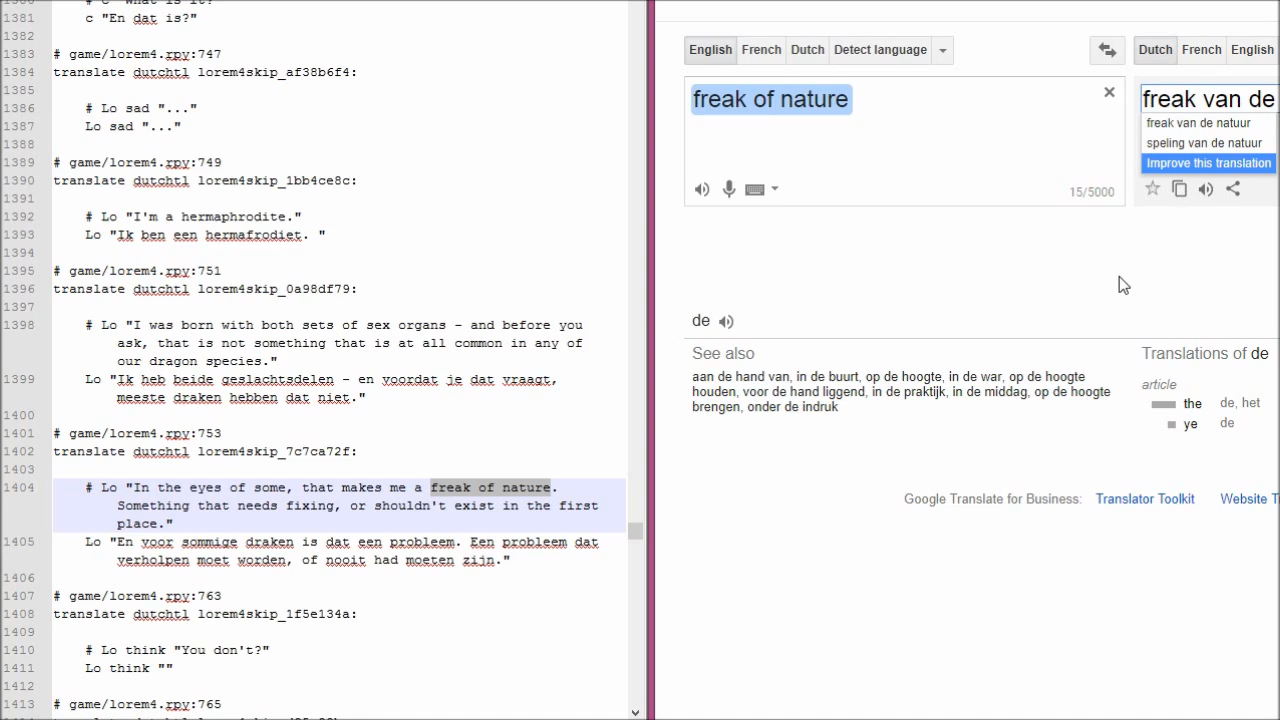 1380 # c "What is it?"
1381 c "En dat is?"
1382
1383 # game/lorem4.rpy:747
1384 translate dutchtl lorem4skip_af38b6f4:
1385
1386 # Lo sad "..."
1387 Lo sad "..."
1388
1389 # game/lorem4.rpy:749
1390 translate dutchtl lorem4skip_1bb4ce8c:
1391
1392 # Lo "I'm a hermaphrodite."
1393 Lo "Ik ben een hermafrodiet. "
1394
1395 # game/lorem4.rpy:751
1396 translate dutchtl lorem4skip_0a98df79:
1397
1398 # Lo "I was born with both sets of sex organs - and before you
ask, that is not something that is at all common in any of
our dragon species."
1399 Lo "Ik heb beide geslachtsdelen - en voordat je dat vraagt,
meeste draken hebben dat niet."
1400
1401 # game/lorem4.rpy:753
1402 translate dutchtl lorem4skip_7c7ca72f:
1403
1404 # Lo "In the eyes of some, that makes me a freak of nature.
Something that needs fixing, or shouldn't exist in the first
place."
1405 Lo "En voor sommige draken is dat een probleem. Een probleem dat
verholpen moet worden, of nooit had moeten zijn."
1406
1407 # game/lorem4.rpy:763
1408 translate dutchtl lorem4skip_1f5e134a:
1409
1410 # Lo think "You don't?"
1411 Lo think ""
1412
1413 # game/lorem4.rpy:765
English French Dutch Detect language
Dutch French English
freak of nature
15/5000
freak van de
freak van de natuur
speling van de natuur
Improve this translation
de
See also
aan de hand van, in de buurt, op de hoogte, in de war, op de hoogte
houden, voor de hand liggend, in de praktijk, in de middag, op de hoogte
brengen, onder de indruk
Translations of de
article
the de, het
ye de
Google Translate for Business: Translator Toolkit Website T